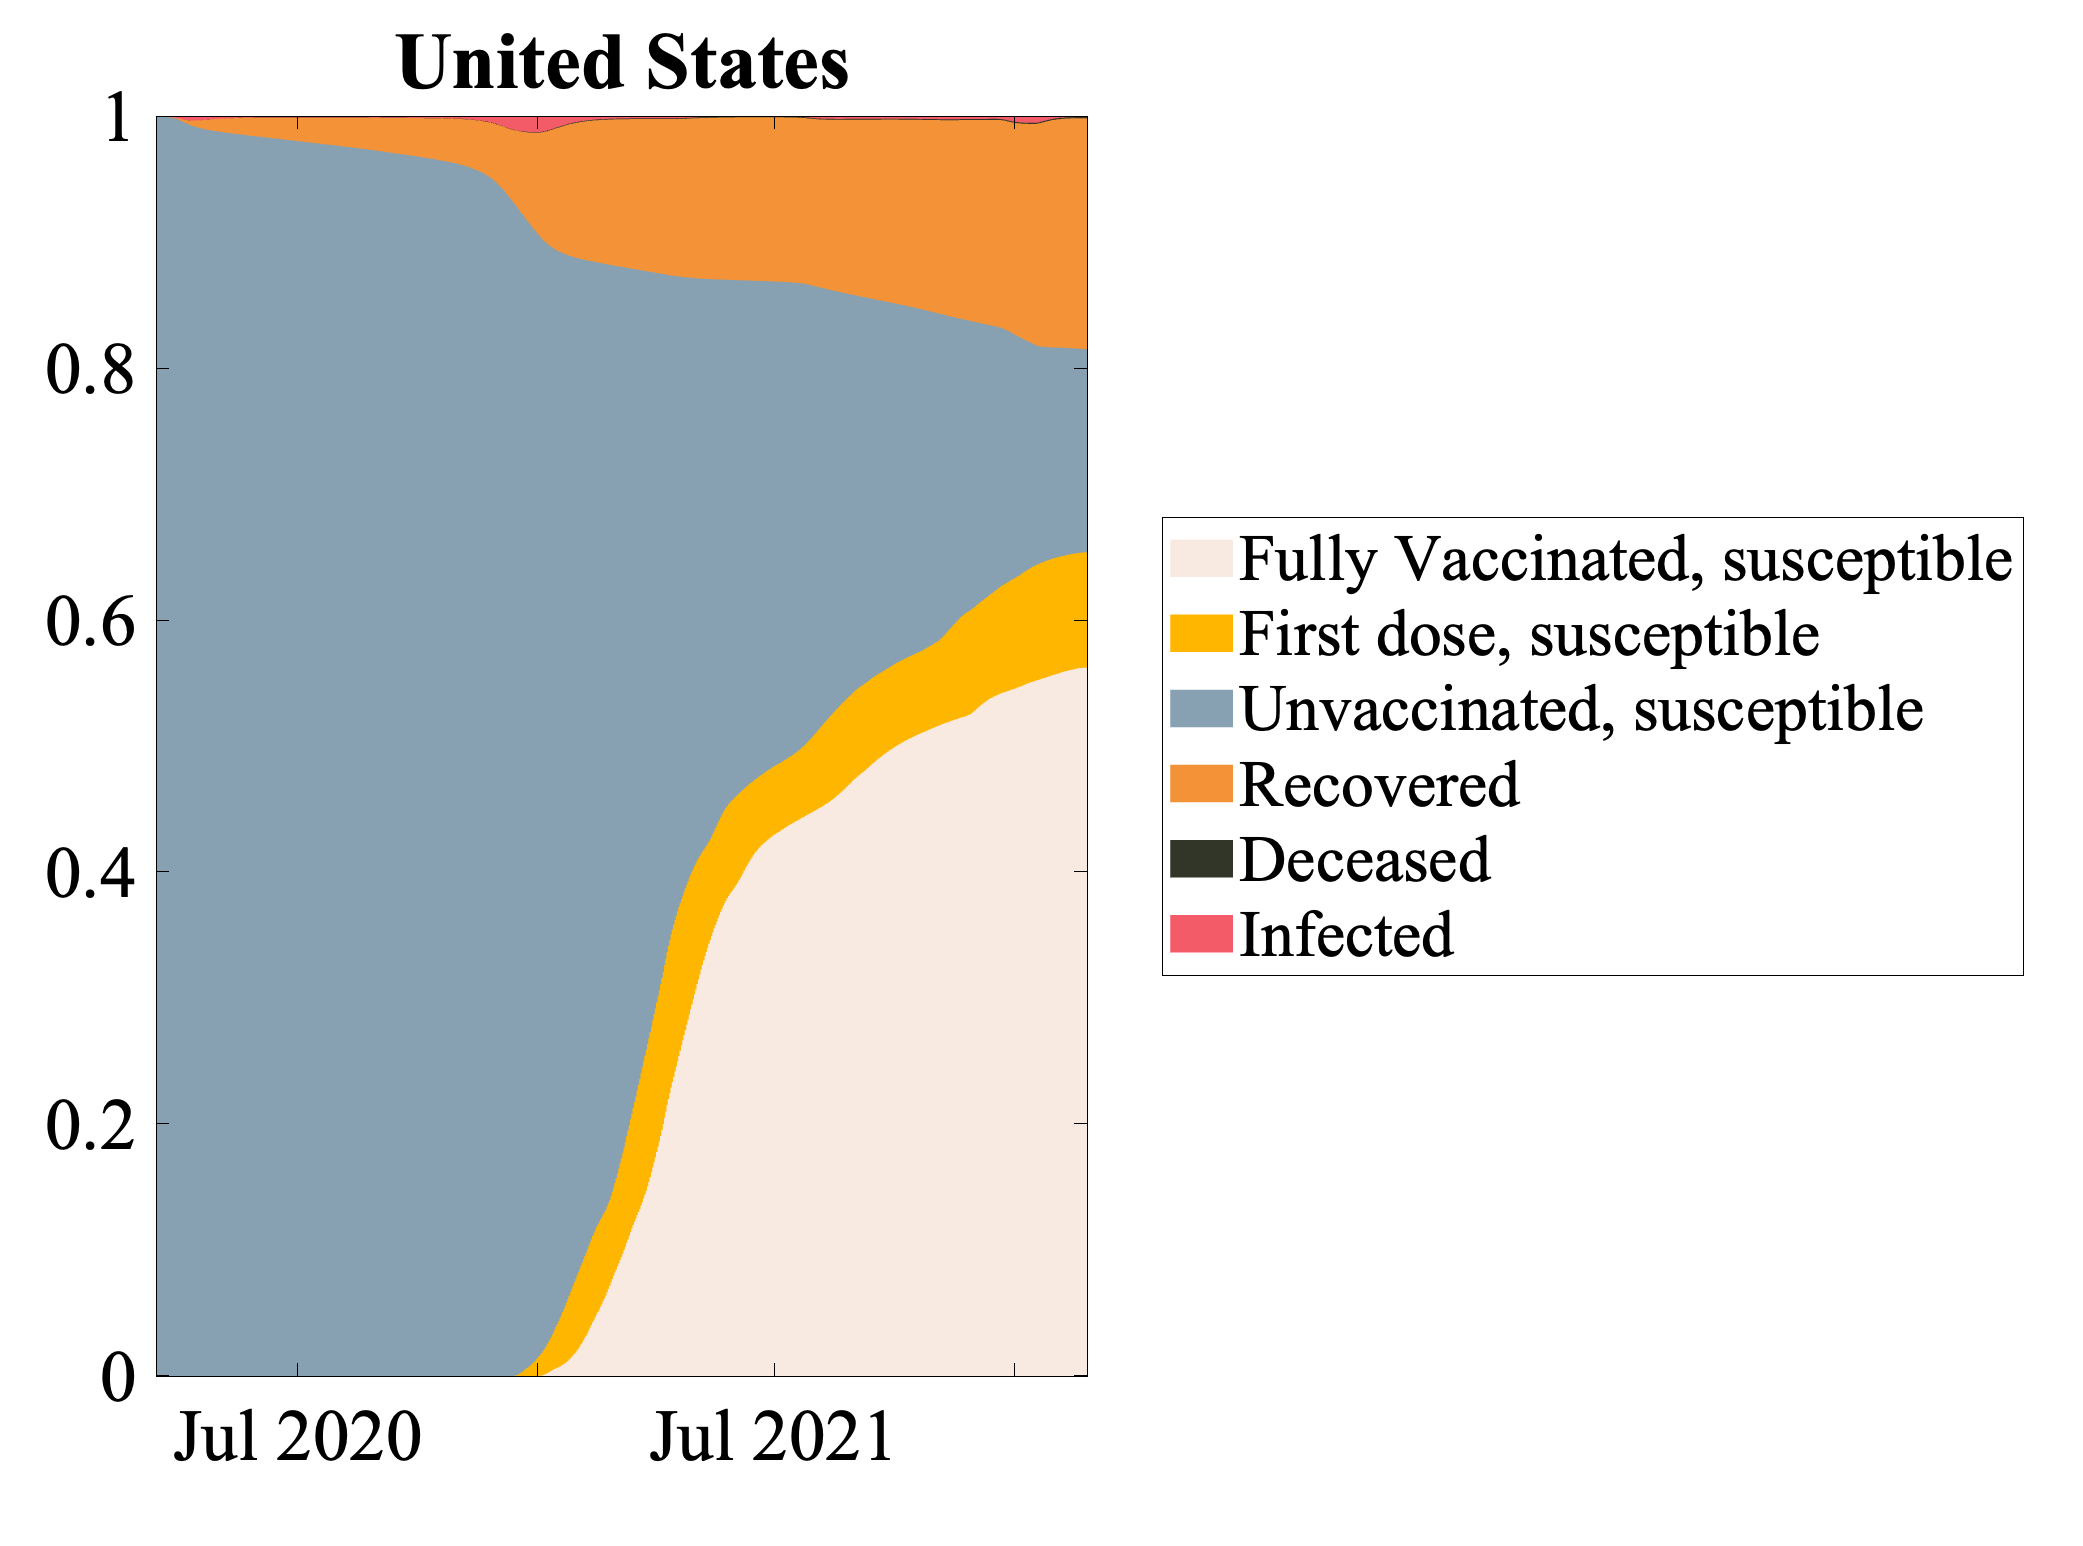 United States
1
0.8
0.6
0.4
0.2
0
Jul 2020
Jul 2021
Fully Vaccinated, susceptible
First dose, susceptible
Unvaccinated, susceptible
Recovered
Deceased
Infected